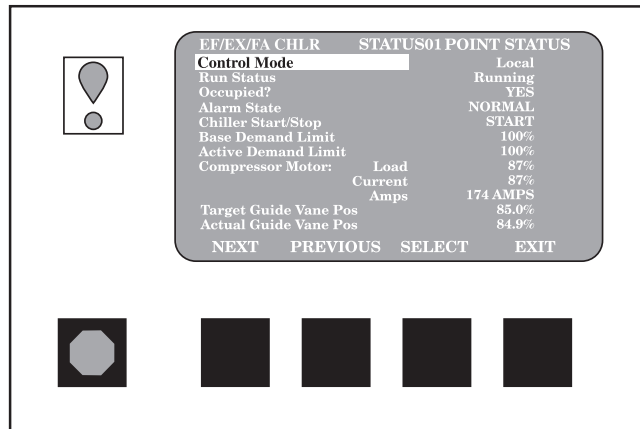 EF/EX/FA CHLR STATUS01 POINT STATUS
Control Mode Local
Run Status Running
Occupied? YES
Alarm State NORMAL
Chiller Start/Stop START
Base Demand Limit 100%
Active Demand Limit 100%
Compressor Motor: Load 87%
Current 87%
Amps 174 AMPS
Target Guide Vane Pos 85.0%
Actual Guide Vane Pos 84.9%
NEXT PREVIOUS SELECT EXIT